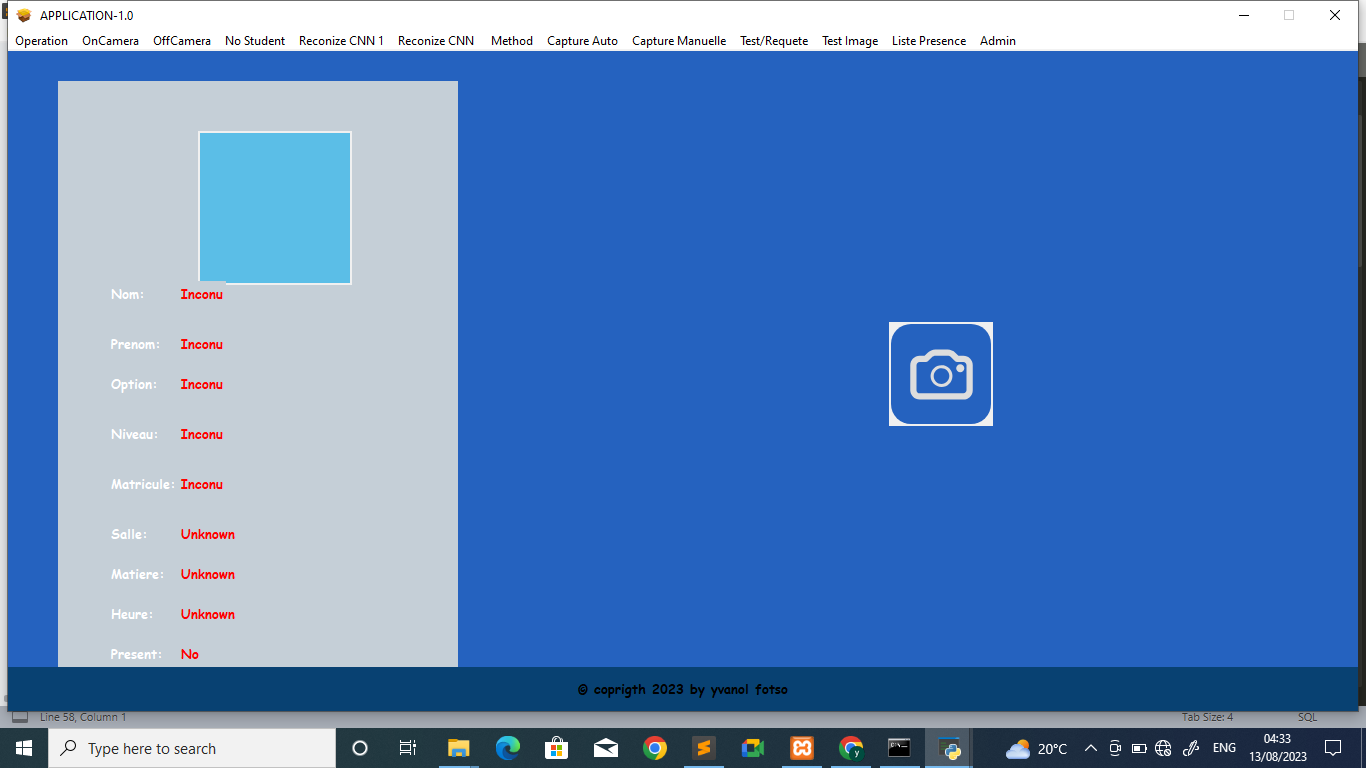 APPLICATION-1.0
Operation OnCamera OffCamera No Student Reconize CNN 1 Reconize CNN Method Capture Auto Capture Manuelle Test/Requete Test Image Liste Presence Admin
Nom: Inconu
Prenom: Inconu
Option: Inconu
Niveau: Inconu
Matricule: Inconu
Salle: Unknown
Matiere: Unknown
Heure: Unknown
Present: No
© coprigth 2023 by yvanol fotso
Line 58, Column 1 Tab Size: 4 SQL
Type here to search 20°C ENG 04:33
13/08/2023